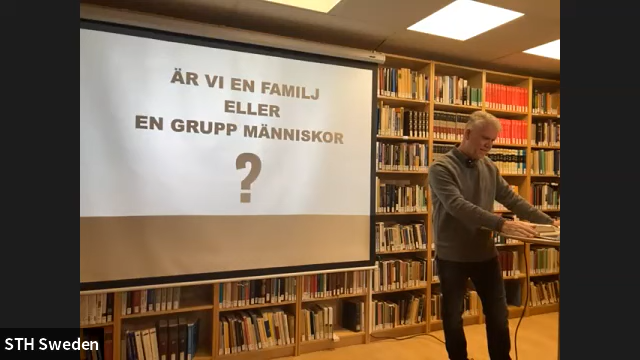 ÄR VI EN FAMILJ
ELLER
EN GRUPP MÄNNISKOR
?
STH Sweden